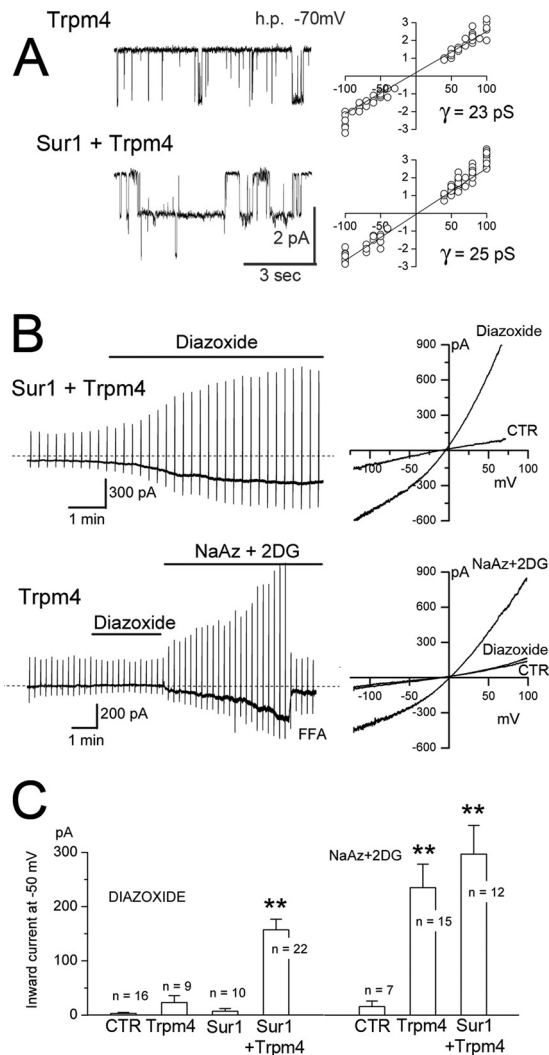 Trpm4
h.p. -70mV
A
3
2
1
-100 -50 50 100
-1
-2
3
γ = 23 pS
Sur1 + Trpm4
2 pA
3 sec
3
2
1
-100 -50 50 100
-1
-2
-3
γ = 25 pS
B
Diazoxide
Sur1 + Trpm4
300 pA
1 min
900
pA
Diazoxide
600
300
CTR
-100 -50 0 50 100
mV
-300
-600
NaAz + 2DG
Trpm4
Diazoxide
200 pA
1 min
FFA
pA
NaAz+2DG
900
600
300
Diazoxide
CTR
-100 -50 0 50 100
mV
-300
-600
C
pA
Inward current at -50 mV
300
200
100
0
DIAZOXIDE
n = 16
n = 9
n = 10
**
n = 22
CTR Trpm4 Sur1 Sur1
+Trpm4
NaAz+2DG
n = 7
**
n = 15
**
n = 12
CTR Trpm4 Sur1
+Trpm4